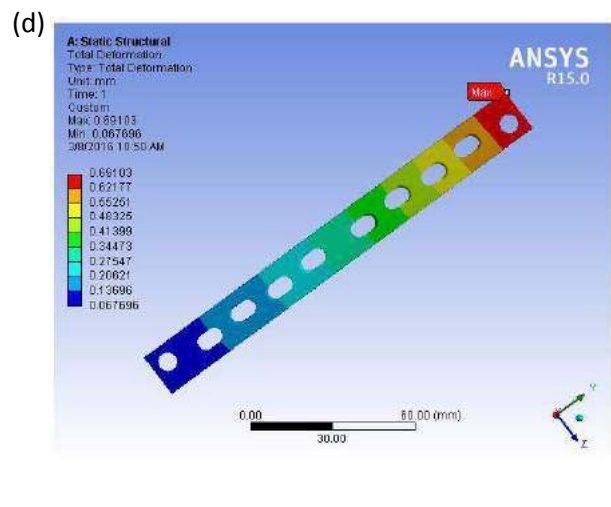 (d)
A: Static Structural
Total Deformation
Type: Total Deformation
Unit: mm
Time: 1
Custom
Max: 0.69103
Min: 0.067696
3/8/2016 10:50 AM
ANSYS
R15.0
Max
0.69103
0.62177
0.55251
0.48325
0.41399
0.34473
0.27547
0.20621
0.13696
0.067696
0.00
60.00 (mm)
30.00
Y
Z